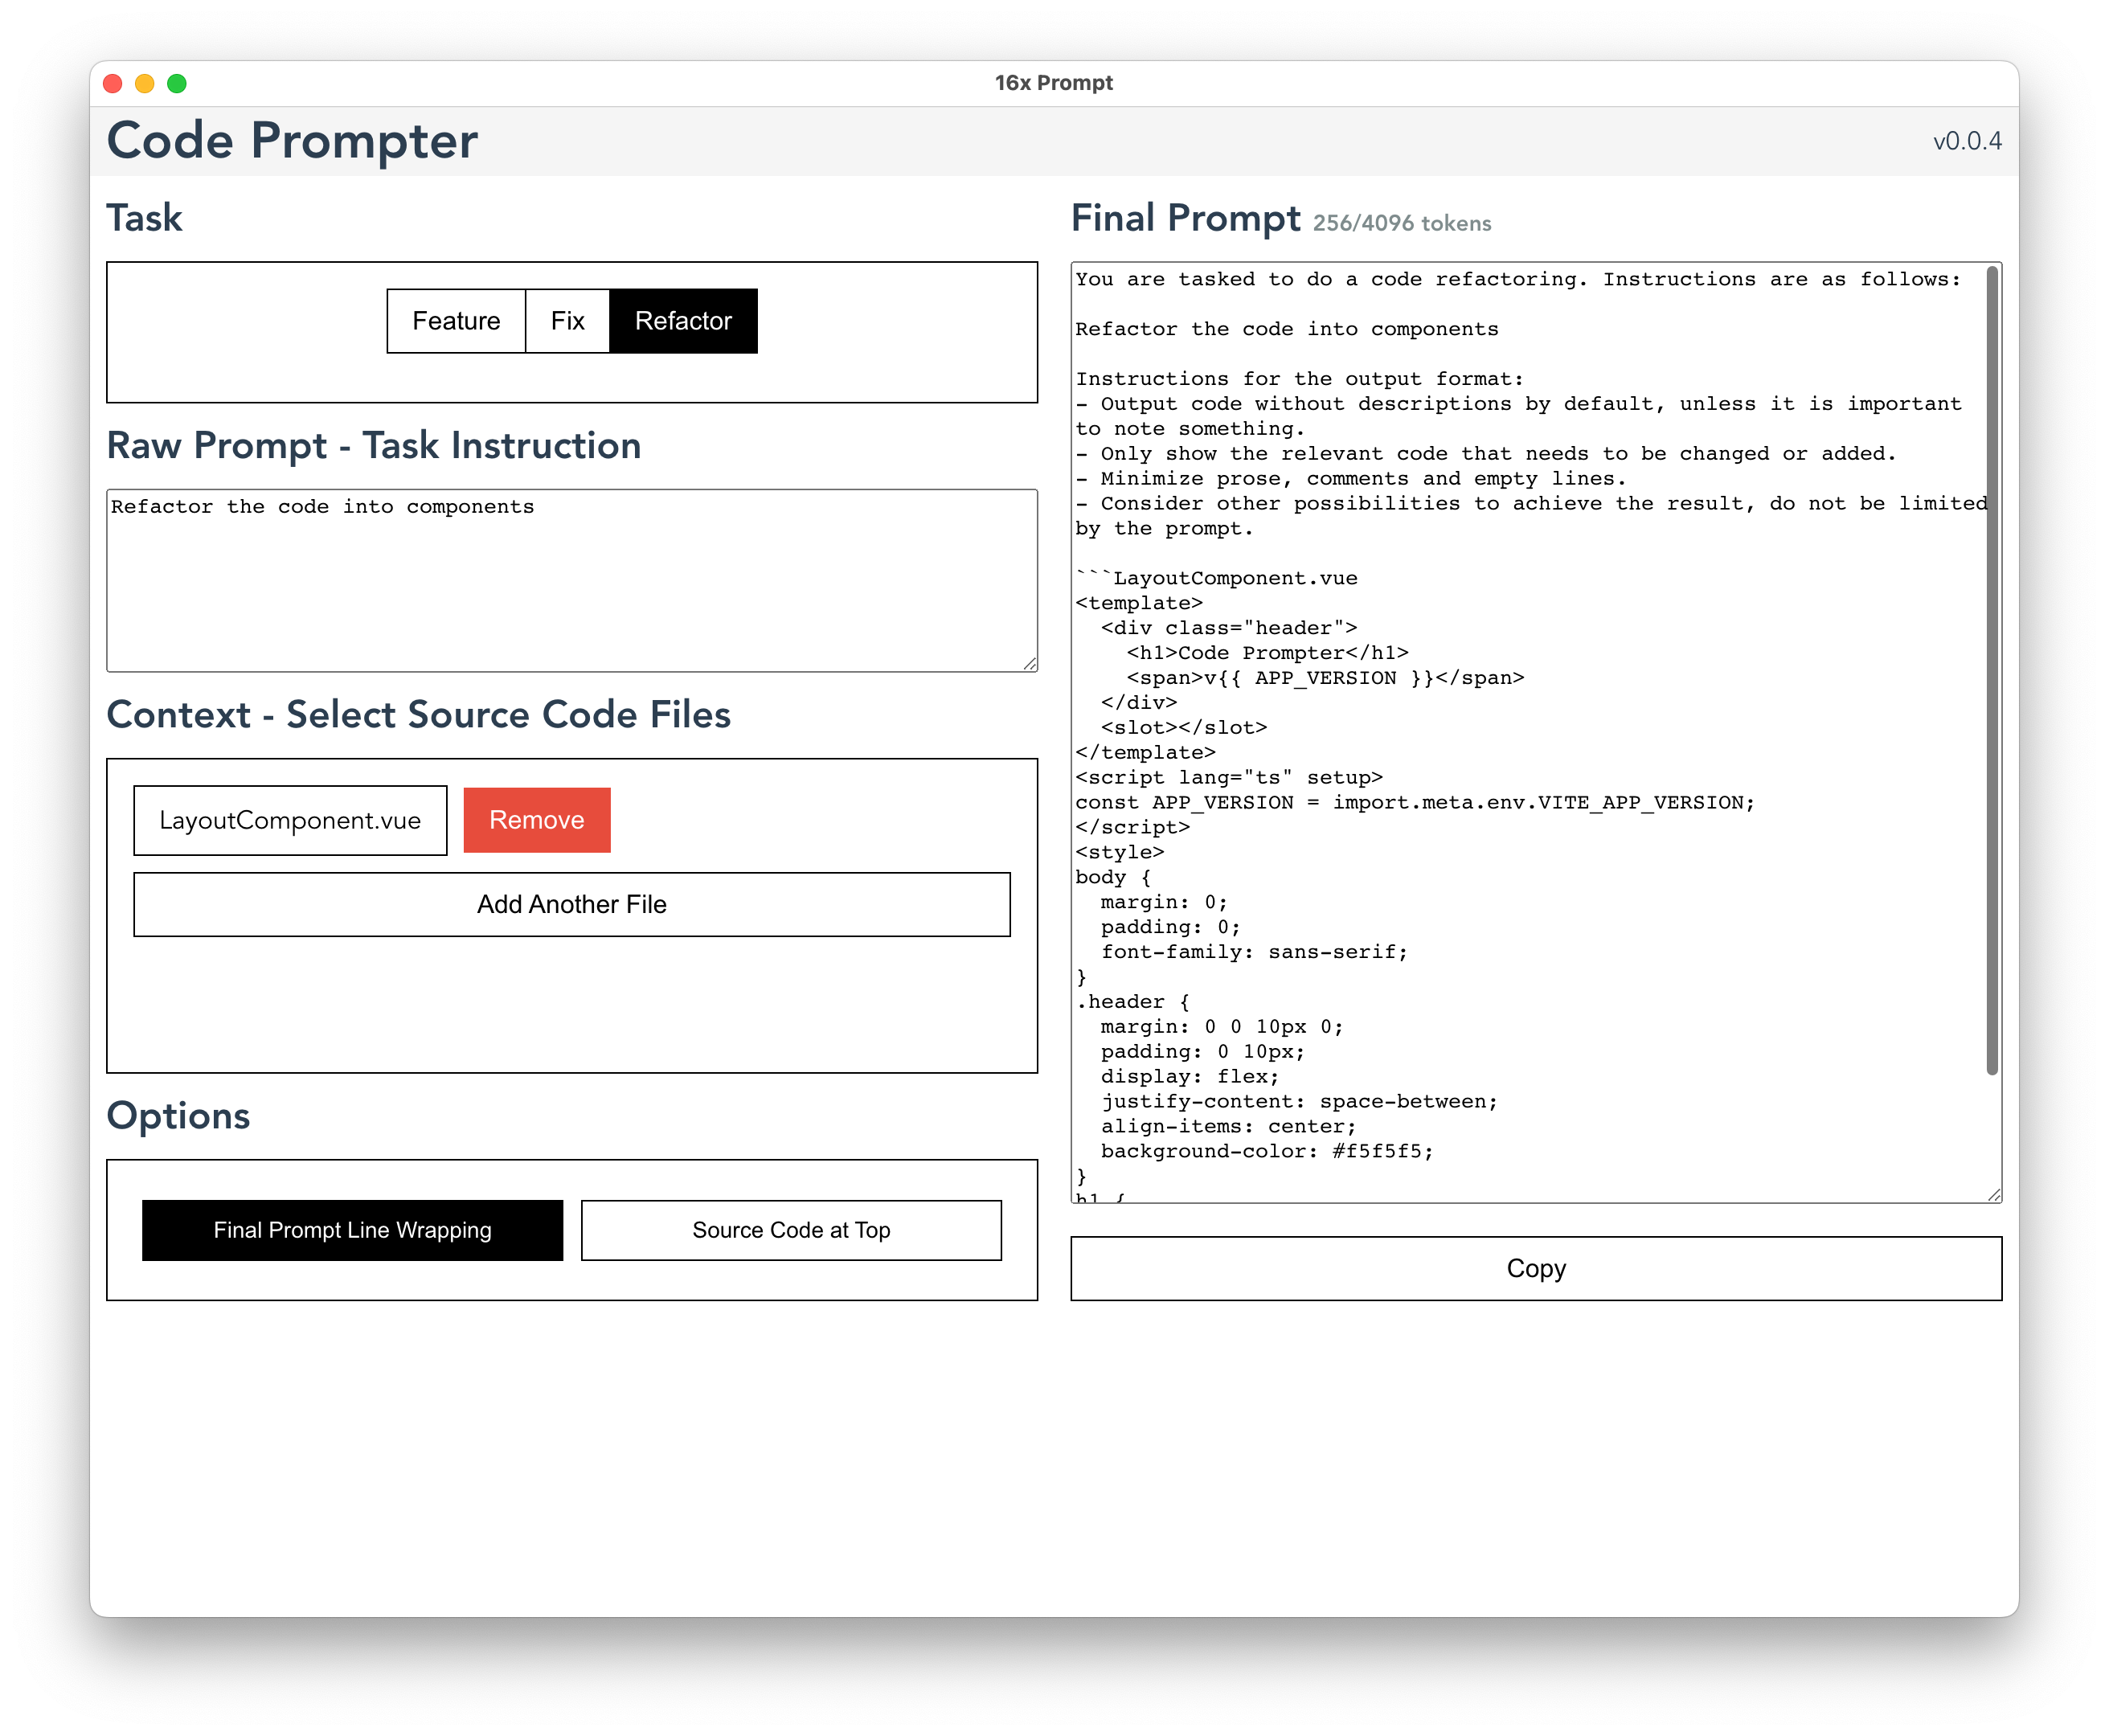 16x Prompt
Code Prompter
v0.0.4
Task
Feature
Fix
Refactor
Raw Prompt - Task Instruction
Refactor the code into components
Context - Select Source Code Files
LayoutComponent.vue
Remove
Add Another File
Options
Final Prompt Line Wrapping
Source Code at Top
Final Prompt 256/4096 tokens
You are tasked to do a code refactoring. Instructions are as follows:
Refactor the code into components
Instructions for the output format:
- Output code without descriptions by default, unless it is important
to note something.
- Only show the relevant code that needs to be changed or added.
- Minimize prose, comments and empty lines.
- Consider other possibilities to achieve the result, do not be limited
by the prompt.
```LayoutComponent.vue
<template>
  <div class="header">
    <h1>Code Prompter</h1>
    <span>v{{ APP_VERSION }}</span>
  </div>
  <slot></slot>
</template>
<script lang="ts" setup>
const APP_VERSION = import.meta.env.VITE_APP_VERSION;
</script>
<style>
body {
  margin: 0;
  padding: 0;
  font-family: sans-serif;
}
.header {
  margin: 0 0 10px 0;
  padding: 0 10px;
  display: flex;
  justify-content: space-between;
  align-items: center;
  background-color: #f5f5f5;
}
h1 {
Copy